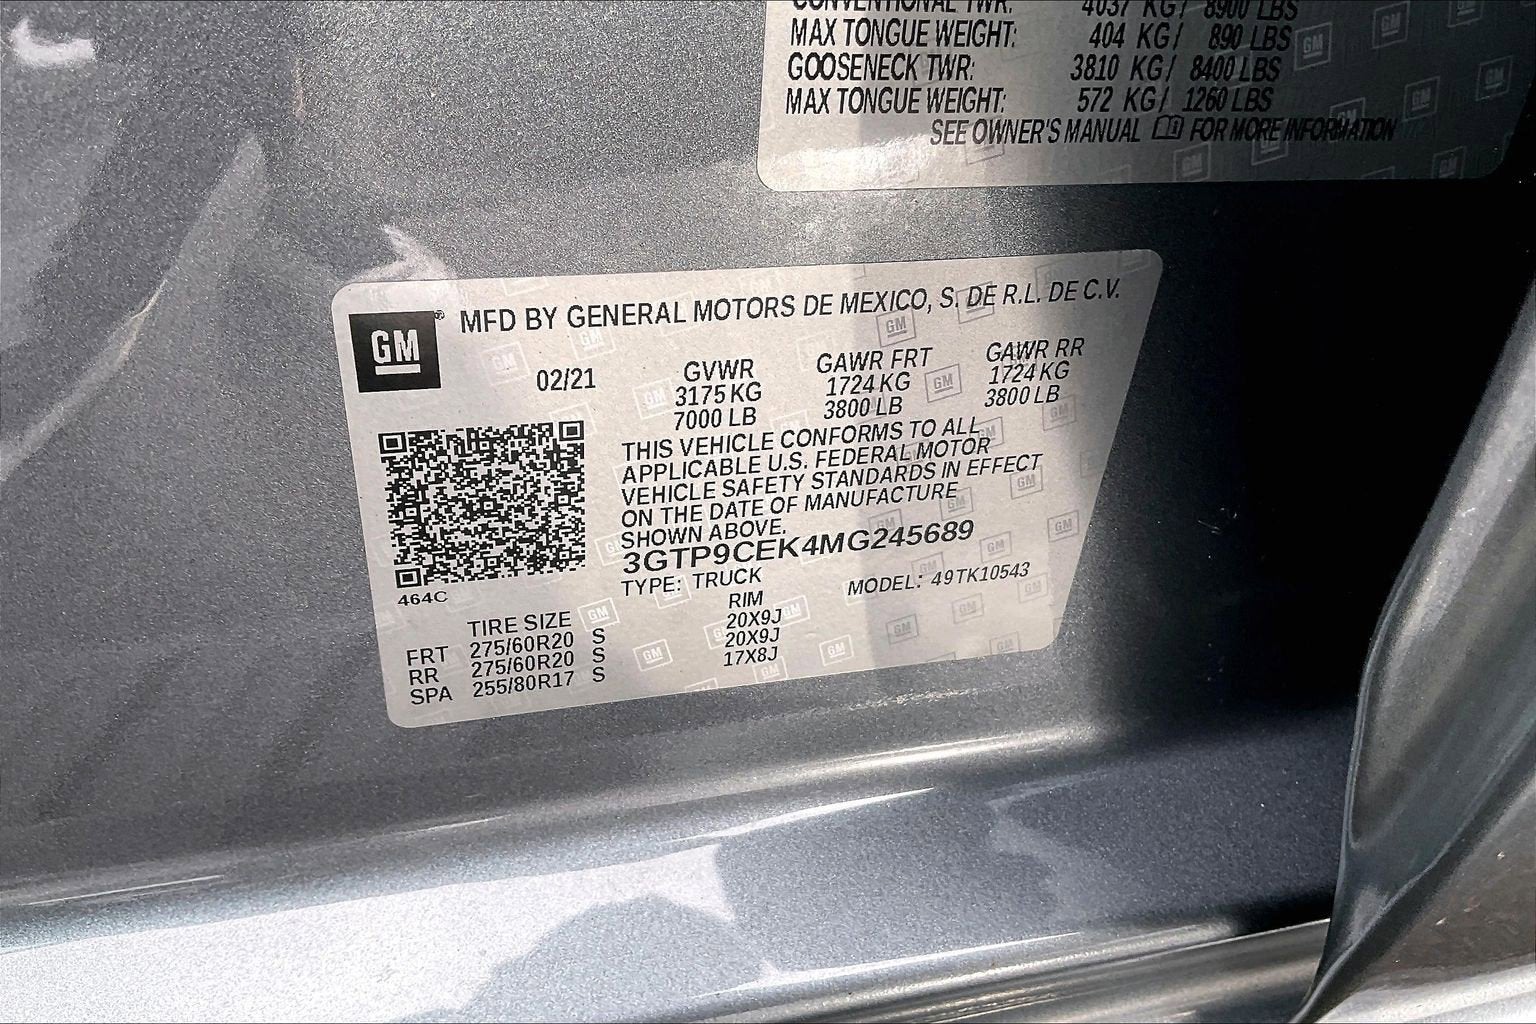 CONVENTIONAL TWR: 4037 KG/ 8900 LBS
MAX TONGUE WEIGHT: 404 KG/ 890 LBS
GOOSENECK TWR: 3810 KG/ 8400 LBS
MAX TONGUE WEIGHT: 572 KG/ 1260 LBS
SEE OWNER'S MANUAL FOR MORE INFORMATION
GM® MFD BY GENERAL MOTORS DE MEXICO, S. DE R.L. DE C.V.
02/21 GVWR GAWR FRT GAWR RR
3175 KG 1724 KG 1724 KG
7000 LB 3800 LB 3800 LB
THIS VEHICLE CONFORMS TO ALL
APPLICABLE U.S. FEDERAL MOTOR
VEHICLE SAFETY STANDARDS IN EFFECT
ON THE DATE OF MANUFACTURE
SHOWN ABOVE.
3GTP9CEK4MG245689
TYPE: TRUCK MODEL: 49TK10543
464C
TIRE SIZE RIM
FRT 275/60R20 S 20X9J
RR 275/60R20 S 20X9J
SPA 255/80R17 S 17X8J